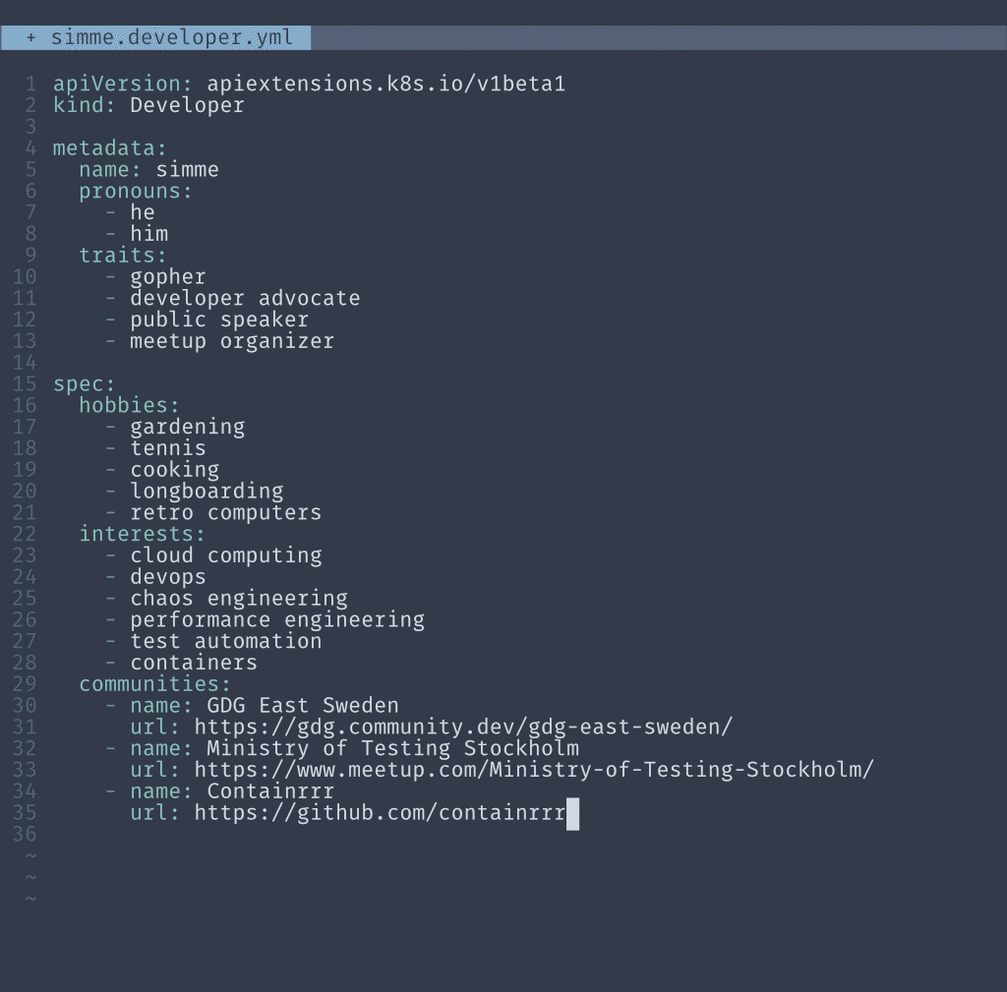 + simme.developer.yml
1 apiVersion: apiextensions.k8s.io/v1beta1
2 kind: Developer
3
4 metadata:
5   name: simme
6   pronouns:
7     - he
8     - him
9   traits:
10     - gopher
11     - developer advocate
12     - public speaker
13     - meetup organizer
14
15 spec:
16   hobbies:
17     - gardening
18     - tennis
19     - cooking
20     - longboarding
21     - retro computers
22   interests:
23     - cloud computing
24     - devops
25     - chaos engineering
26     - performance engineering
27     - test automation
28     - containers
29   communities:
30     - name: GDG East Sweden
31       url: https://gdg.community.dev/gdg-east-sweden/
32     - name: Ministry of Testing Stockholm
33       url: https://www.meetup.com/Ministry-of-Testing-Stockholm/
34     - name: Containrrr
35       url: https://github.com/containrrr
36
~
~
~